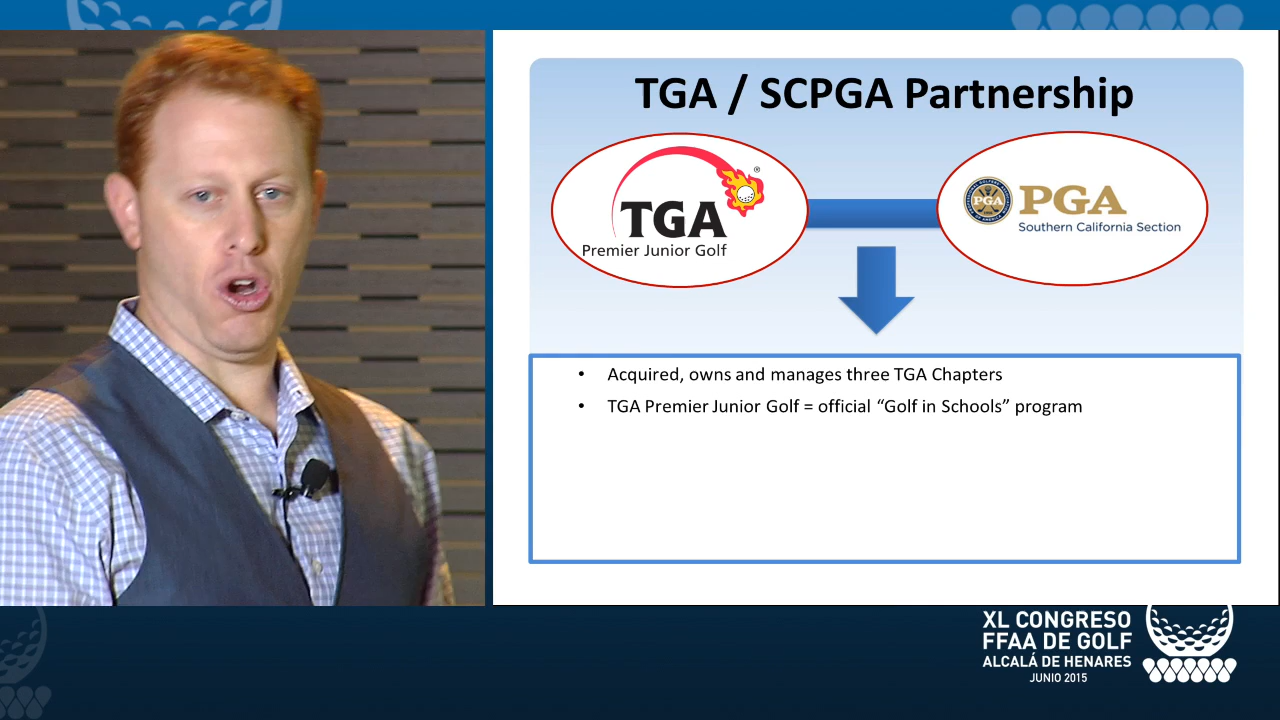 TGA / SCPGA Partnership
TGA
®
Premier Junior Golf
PGA
PGA
Southern California Section
• Acquired, owns and manages three TGA Chapters
• TGA Premier Junior Golf = official “Golf in Schools” program
XL CONGRESO
FFAA DE GOLF
ALCALÁ DE HENARES
JUNIO 2015